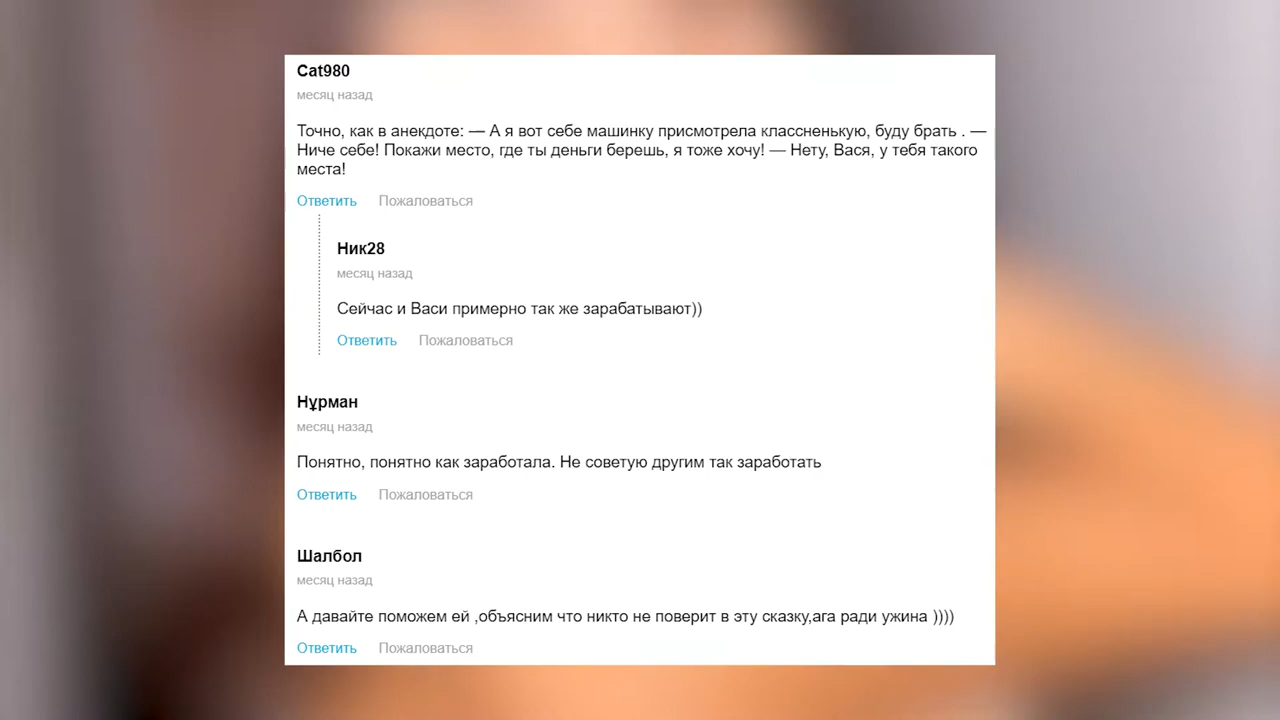 Cat980
месяц назад
Точно, как в анекдоте: — А я вот себе машинку присмотрела классненькую, буду брать . —
Ниче себе! Покажи место, где ты деньги берешь, я тоже хочу! — Нету, Вася, у тебя такого
места!
Ответить Пожаловаться
Ник28
месяц назад
Сейчас и Васи примерно так же зарабатывают))
Ответить Пожаловаться
Нұрман
месяц назад
Понятно, понятно как заработала. Не советую другим так заработать
Ответить Пожаловаться
Шалбол
месяц назад
А давайте поможем ей ,объясним что никто не поверит в эту сказку,ага ради ужина ))))
Ответить Пожаловаться